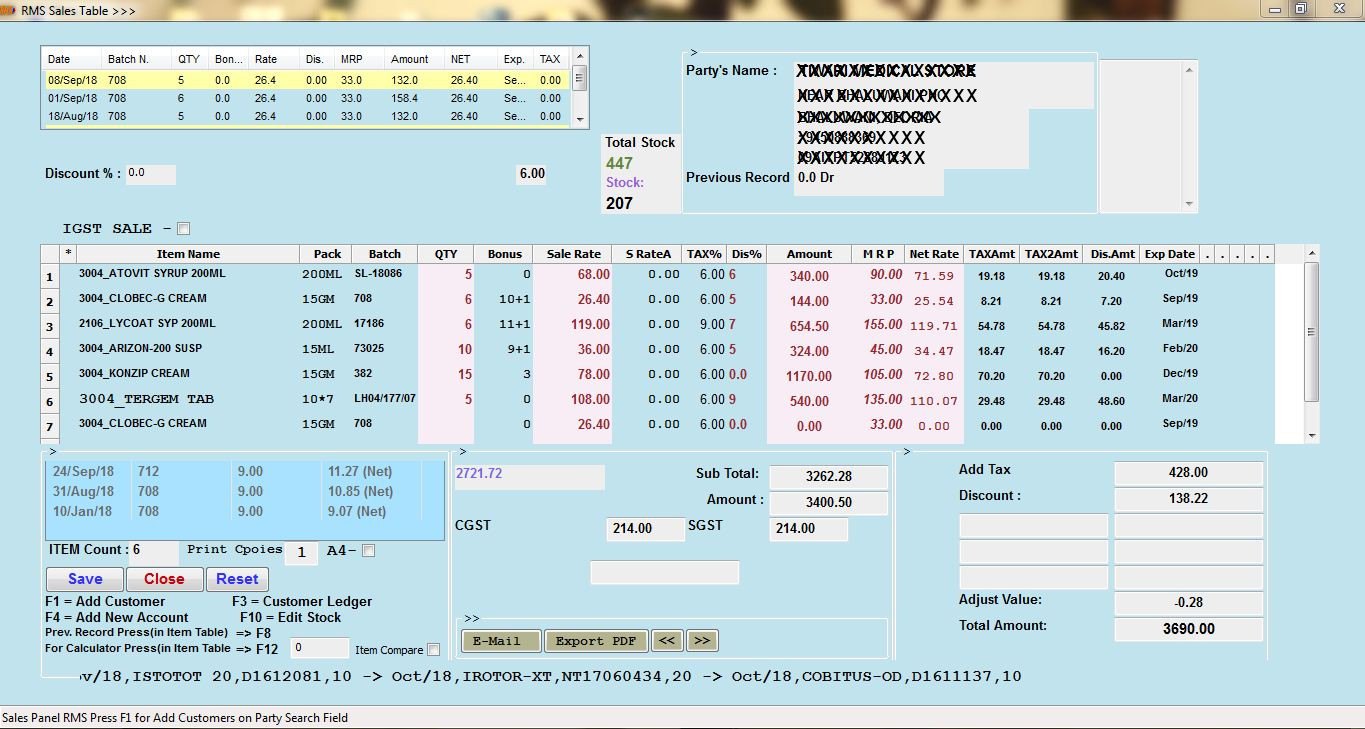 RMS Sales Table >>>
Date Batch N. QTY Bon... Rate Dis. MRP Amount NET Exp. TAX
08/Sep/18 708 5 0.0 26.4 0.00 33.0 132.0 26.40 Se... 0.00
01/Sep/18 708 6 0.0 26.4 0.00 33.0 158.4 26.40 Se... 0.00
18/Aug/18 708 5 0.0 26.4 0.00 33.0 132.0 26.40 Se... 0.00
>
Party's Name :
Previous Record 0.0 Dr
Total Stock
447
Stock:
207
Discount % : 0.0 6.00
IGST SALE -
* Item Name Pack Batch QTY Bonus Sale Rate S RateA TAX% Dis% Amount M R P Net Rate TAXAmt TAX2Amt Dis.Amt Exp Date . . . . .
1 3004_ATOVIT SYRUP 200ML 200ML SL-18086 5 0 68.00 0.00 6.00 6 340.00 90.00 71.59 19.18 19.18 20.40 Oct/19
2 3004_CLOBEC-G CREAM 15GM 708 6 10+1 26.40 0.00 6.00 5 144.00 33.00 25.54 8.21 8.21 7.20 Sep/19
3 2106_LYCOAT SYP 200ML 200ML 17186 6 11+1 119.00 0.00 9.00 7 654.50 155.00 119.71 54.78 54.78 45.82 Mar/19
4 3004_ARIZON-200 SUSP 15ML 73025 10 9+1 36.00 0.00 6.00 5 324.00 45.00 34.47 18.47 18.47 16.20 Feb/20
5 3004_KONZIP CREAM 15GM 382 15 3 78.00 0.00 6.00 0.0 1170.00 105.00 72.80 70.20 70.20 0.00 Dec/19
6 3004_TERGEM TAB 10*7 LH04/177/07 5 0 108.00 0.00 6.00 9 540.00 135.00 110.07 29.48 29.48 48.60 Mar/20
7 3004_CLOBEC-G CREAM 15GM 708 0 26.40 0.00 6.00 0.0 0.00 33.00 0.00 0.00 0.00 0.00 Sep/19
>
24/Sep/18 712 9.00 11.27 (Net)
31/Aug/18 708 9.00 10.85 (Net)
10/Jan/18 708 9.00 9.07 (Net)
ITEM Count : 6 Print Cpoies 1 A4-
Save Close Reset
F1 = Add Customer F3 = Customer Ledger
F4 = Add New Account F10 = Edit Stock
Prev. Record Press(in Item Table) => F8
For Calculator Press(in Item Table => F12 0 Item Compare
>
2721.72 Sub Total: 3262.28
Amount : 3400.50
CGST 214.00 SGST 214.00
>>
E-Mail Export PDF << >>
>
Add Tax 428.00
Discount : 138.22
Adjust Value: -0.28
Total Amount: 3690.00
v/18,ISTOTOT 20,D1612081,10 -> Oct/18,IROTOR-XT,NT17060434,20 -> Oct/18,COBITUS-OD,D1611137,10
Sales Panel RMS Press F1 for Add Customers on Party Search Field